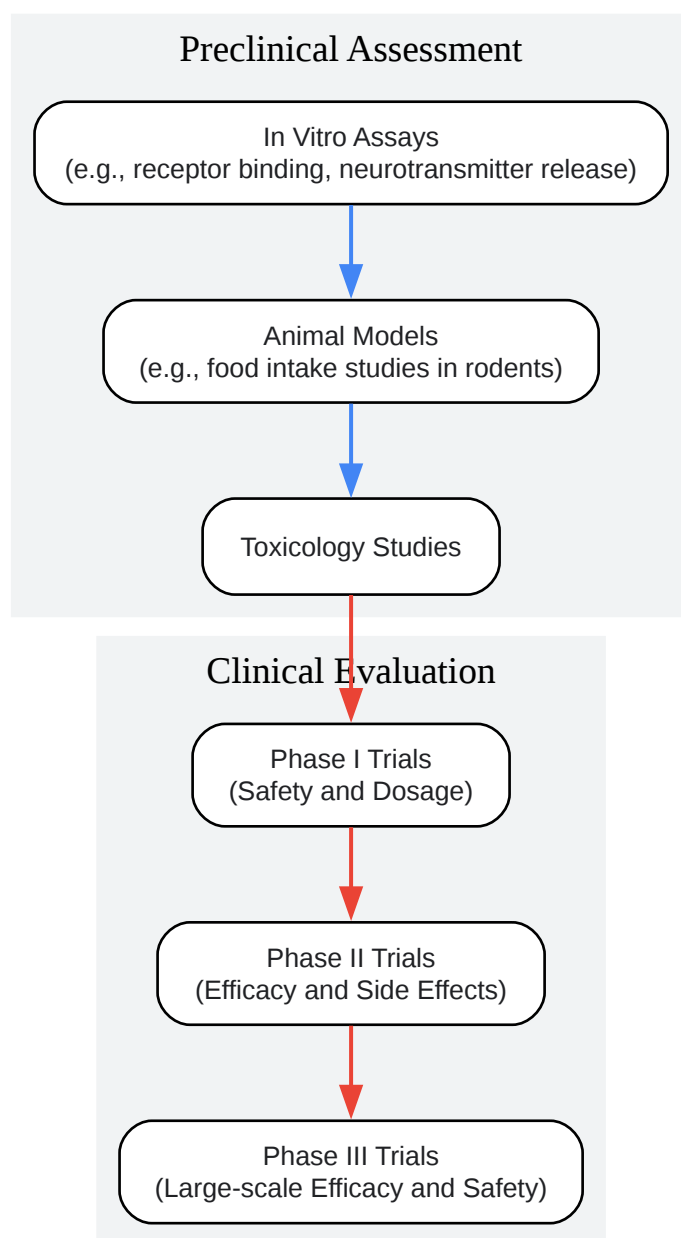 Preclinical Assessment
In Vitro Assays
(e.g., receptor binding, neurotransmitter release)
Animal Models
(e.g., food intake studies in rodents)
Toxicology Studies
Clinical Evaluation
Phase I Trials
(Safety and Dosage)
Phase II Trials
(Efficacy and Side Effects)
Phase III Trials
(Large-scale Efficacy and Safety)